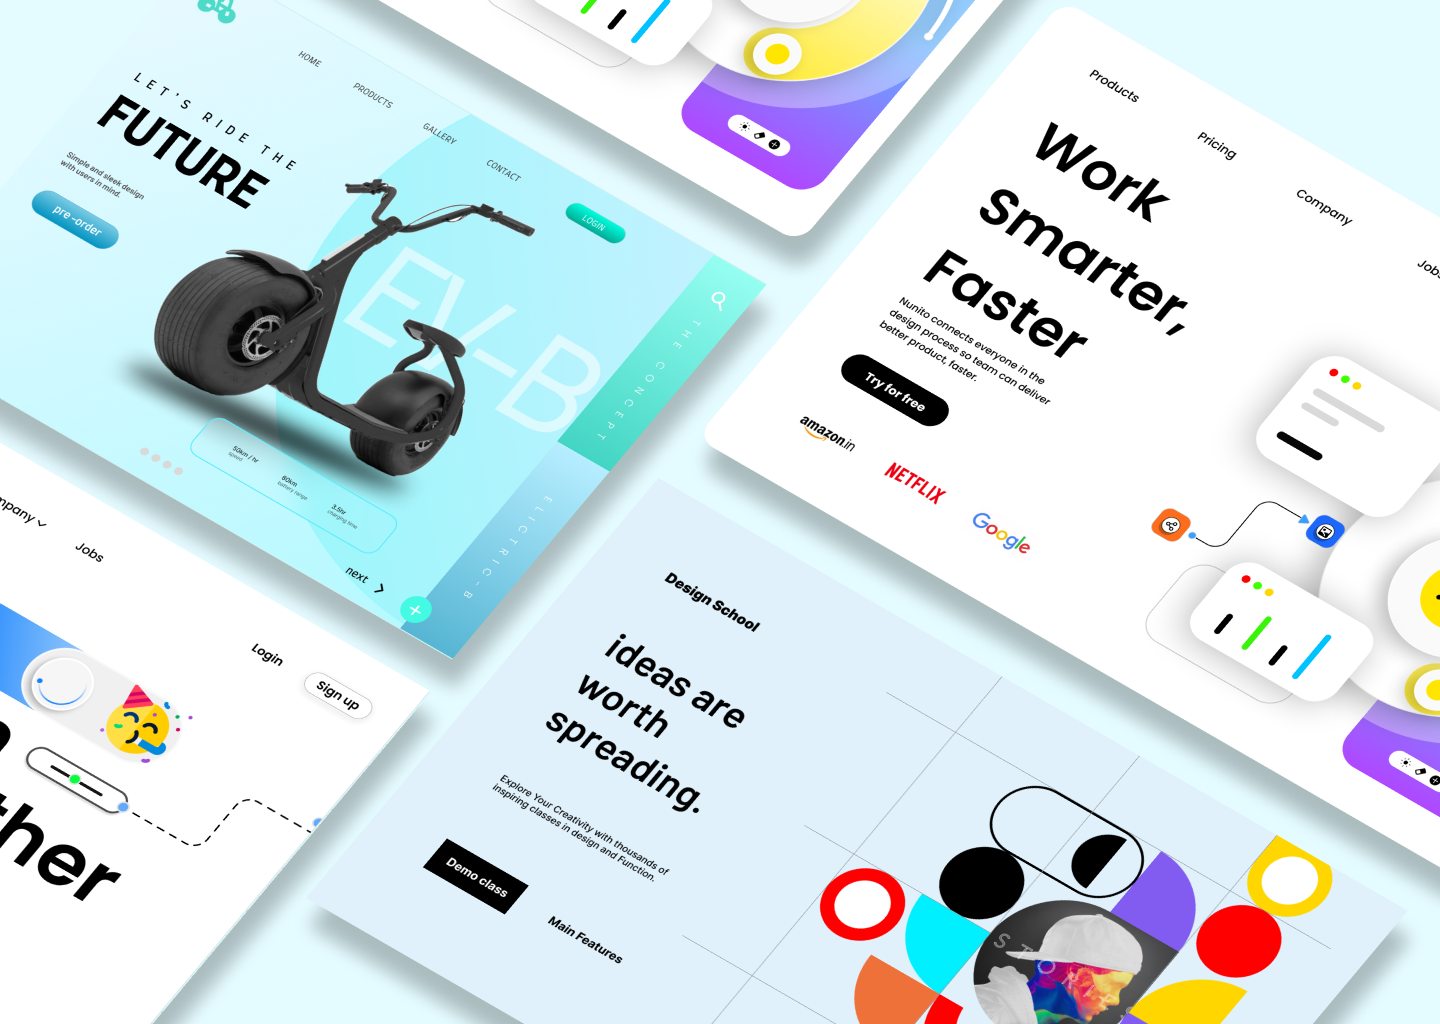 HOME
PRODUCTS
GALLERY
CONTACT
LOGIN
LET'S RIDE THE
FUTURE
Simple and sleek design
with users in mind.
pre-order
EX-B
THE CONCEPT
ELICTRIC-B
50km / hr
speed
60km
battery range
3.5hr
charging time
next
Products
Pricing
Company
Jobs
Work
smarter,
Faster
Nunito connects everyone in the
design process so team can deliver
better product, faster.
Try for free
amazon.in
NETFLIX
Google
Jobs
Login
Sign up
ther
Design School
ideas are
worth
spreading.
Explore Your Creativity with thousands of
inspiring classes in design and Function.
Demo class
Main Features